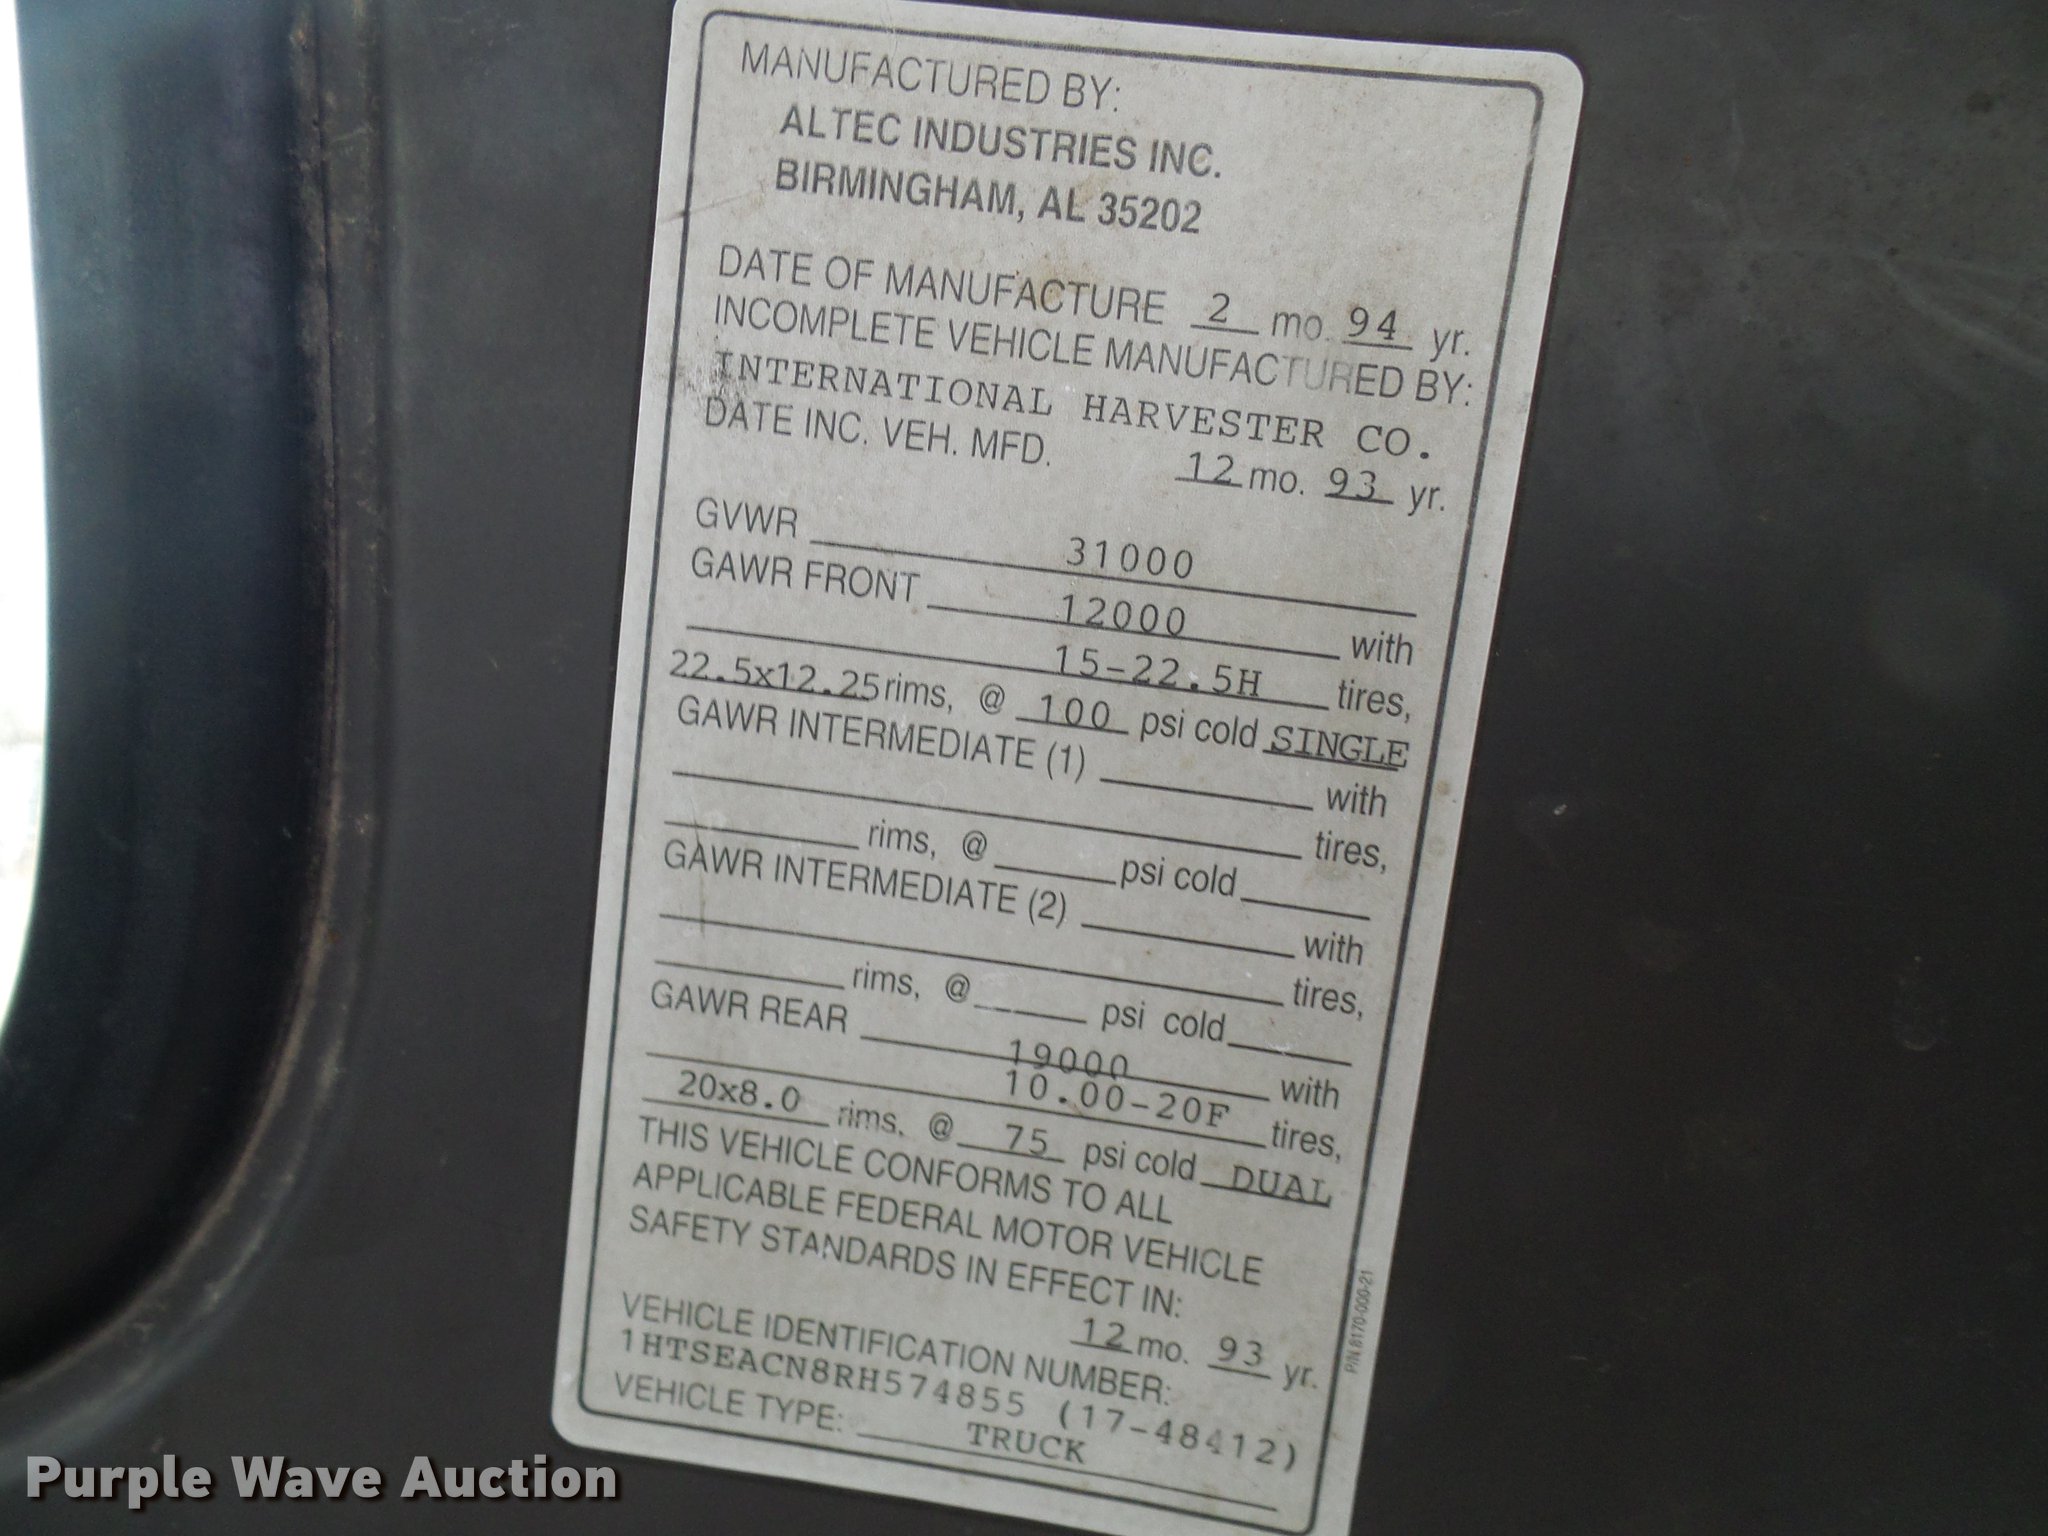 MANUFACTURED BY:
ALTEC INDUSTRIES INC.
BIRMINGHAM, AL 35202
DATE OF MANUFACTURE 2 mo. 94 yr.
INCOMPLETE VEHICLE MANUFACTURED BY:
INTERNATIONAL HARVESTER CO.
DATE INC. VEH. MFD. 12 mo. 93 yr.
GVWR 31000
GAWR FRONT 12000 with
15-22.5H tires,
22.5x12.25 rims, @ 100 psi cold SINGLE
GAWR INTERMEDIATE (1) with
tires,
rims, @ psi cold
GAWR INTERMEDIATE (2) with
tires,
rims, @ psi cold
GAWR REAR 19000 with
10.00-20F tires,
20x8.0 rims. @ 75 psi cold DUAL
THIS VEHICLE CONFORMS TO ALL
APPLICABLE FEDERAL MOTOR VEHICLE
SAFETY STANDARDS IN EFFECT IN:
12 mo. 93 yr.
VEHICLE IDENTIFICATION NUMBER:
1HTSEACN8RH574855 (17-48412)
VEHICLE TYPE: TRUCK
P/N 8170-000-21
Purple Wave Auction